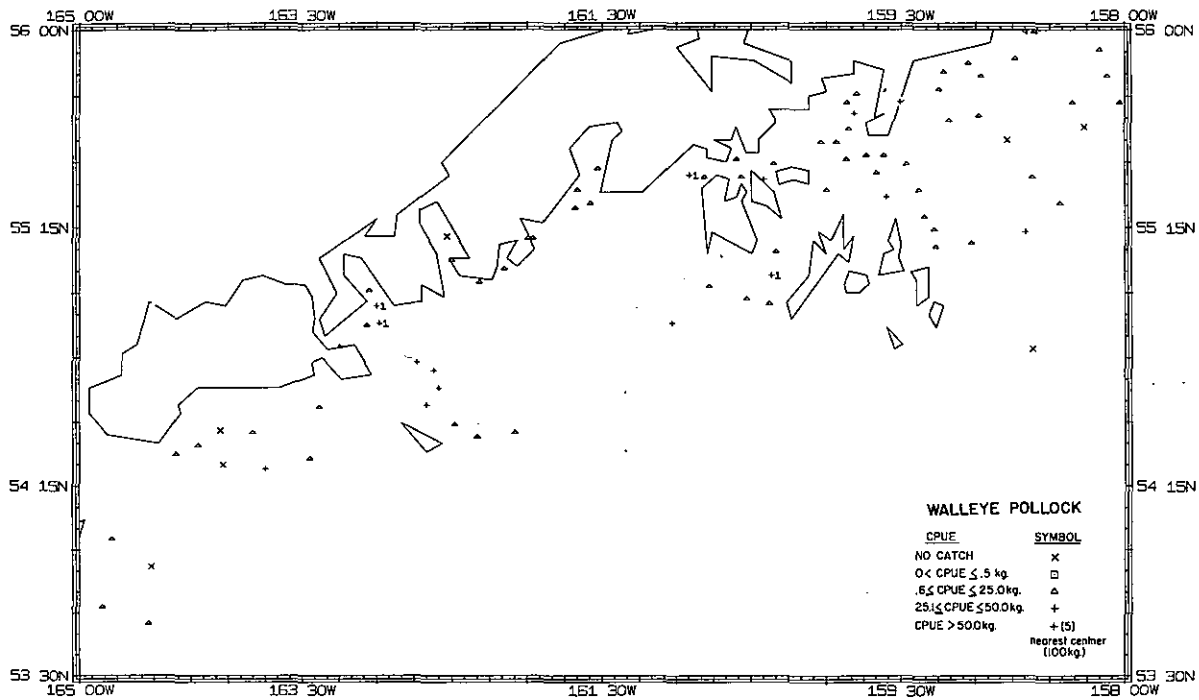 165 00W 163 30W 161 30W 159 30W 158 00W
56 00N 56 00N
+1
55 15N 55 15N
+1
+1
+1
54 15N 54 15N
WALLEYE POLLOCK
CPUE SYMBOL
NO CATCH ×
0< CPUE ≤ .5 kg. □
.6≤ CPUE ≤ 25.0kg. △
25.1≤ CPUE ≤50.0kg. +
CPUE > 50.0kg. +(5)
nearest centner
(100kg.)
53 30N 53 30N
165 00W 163 30W 161 30W 159 30W 158 00W